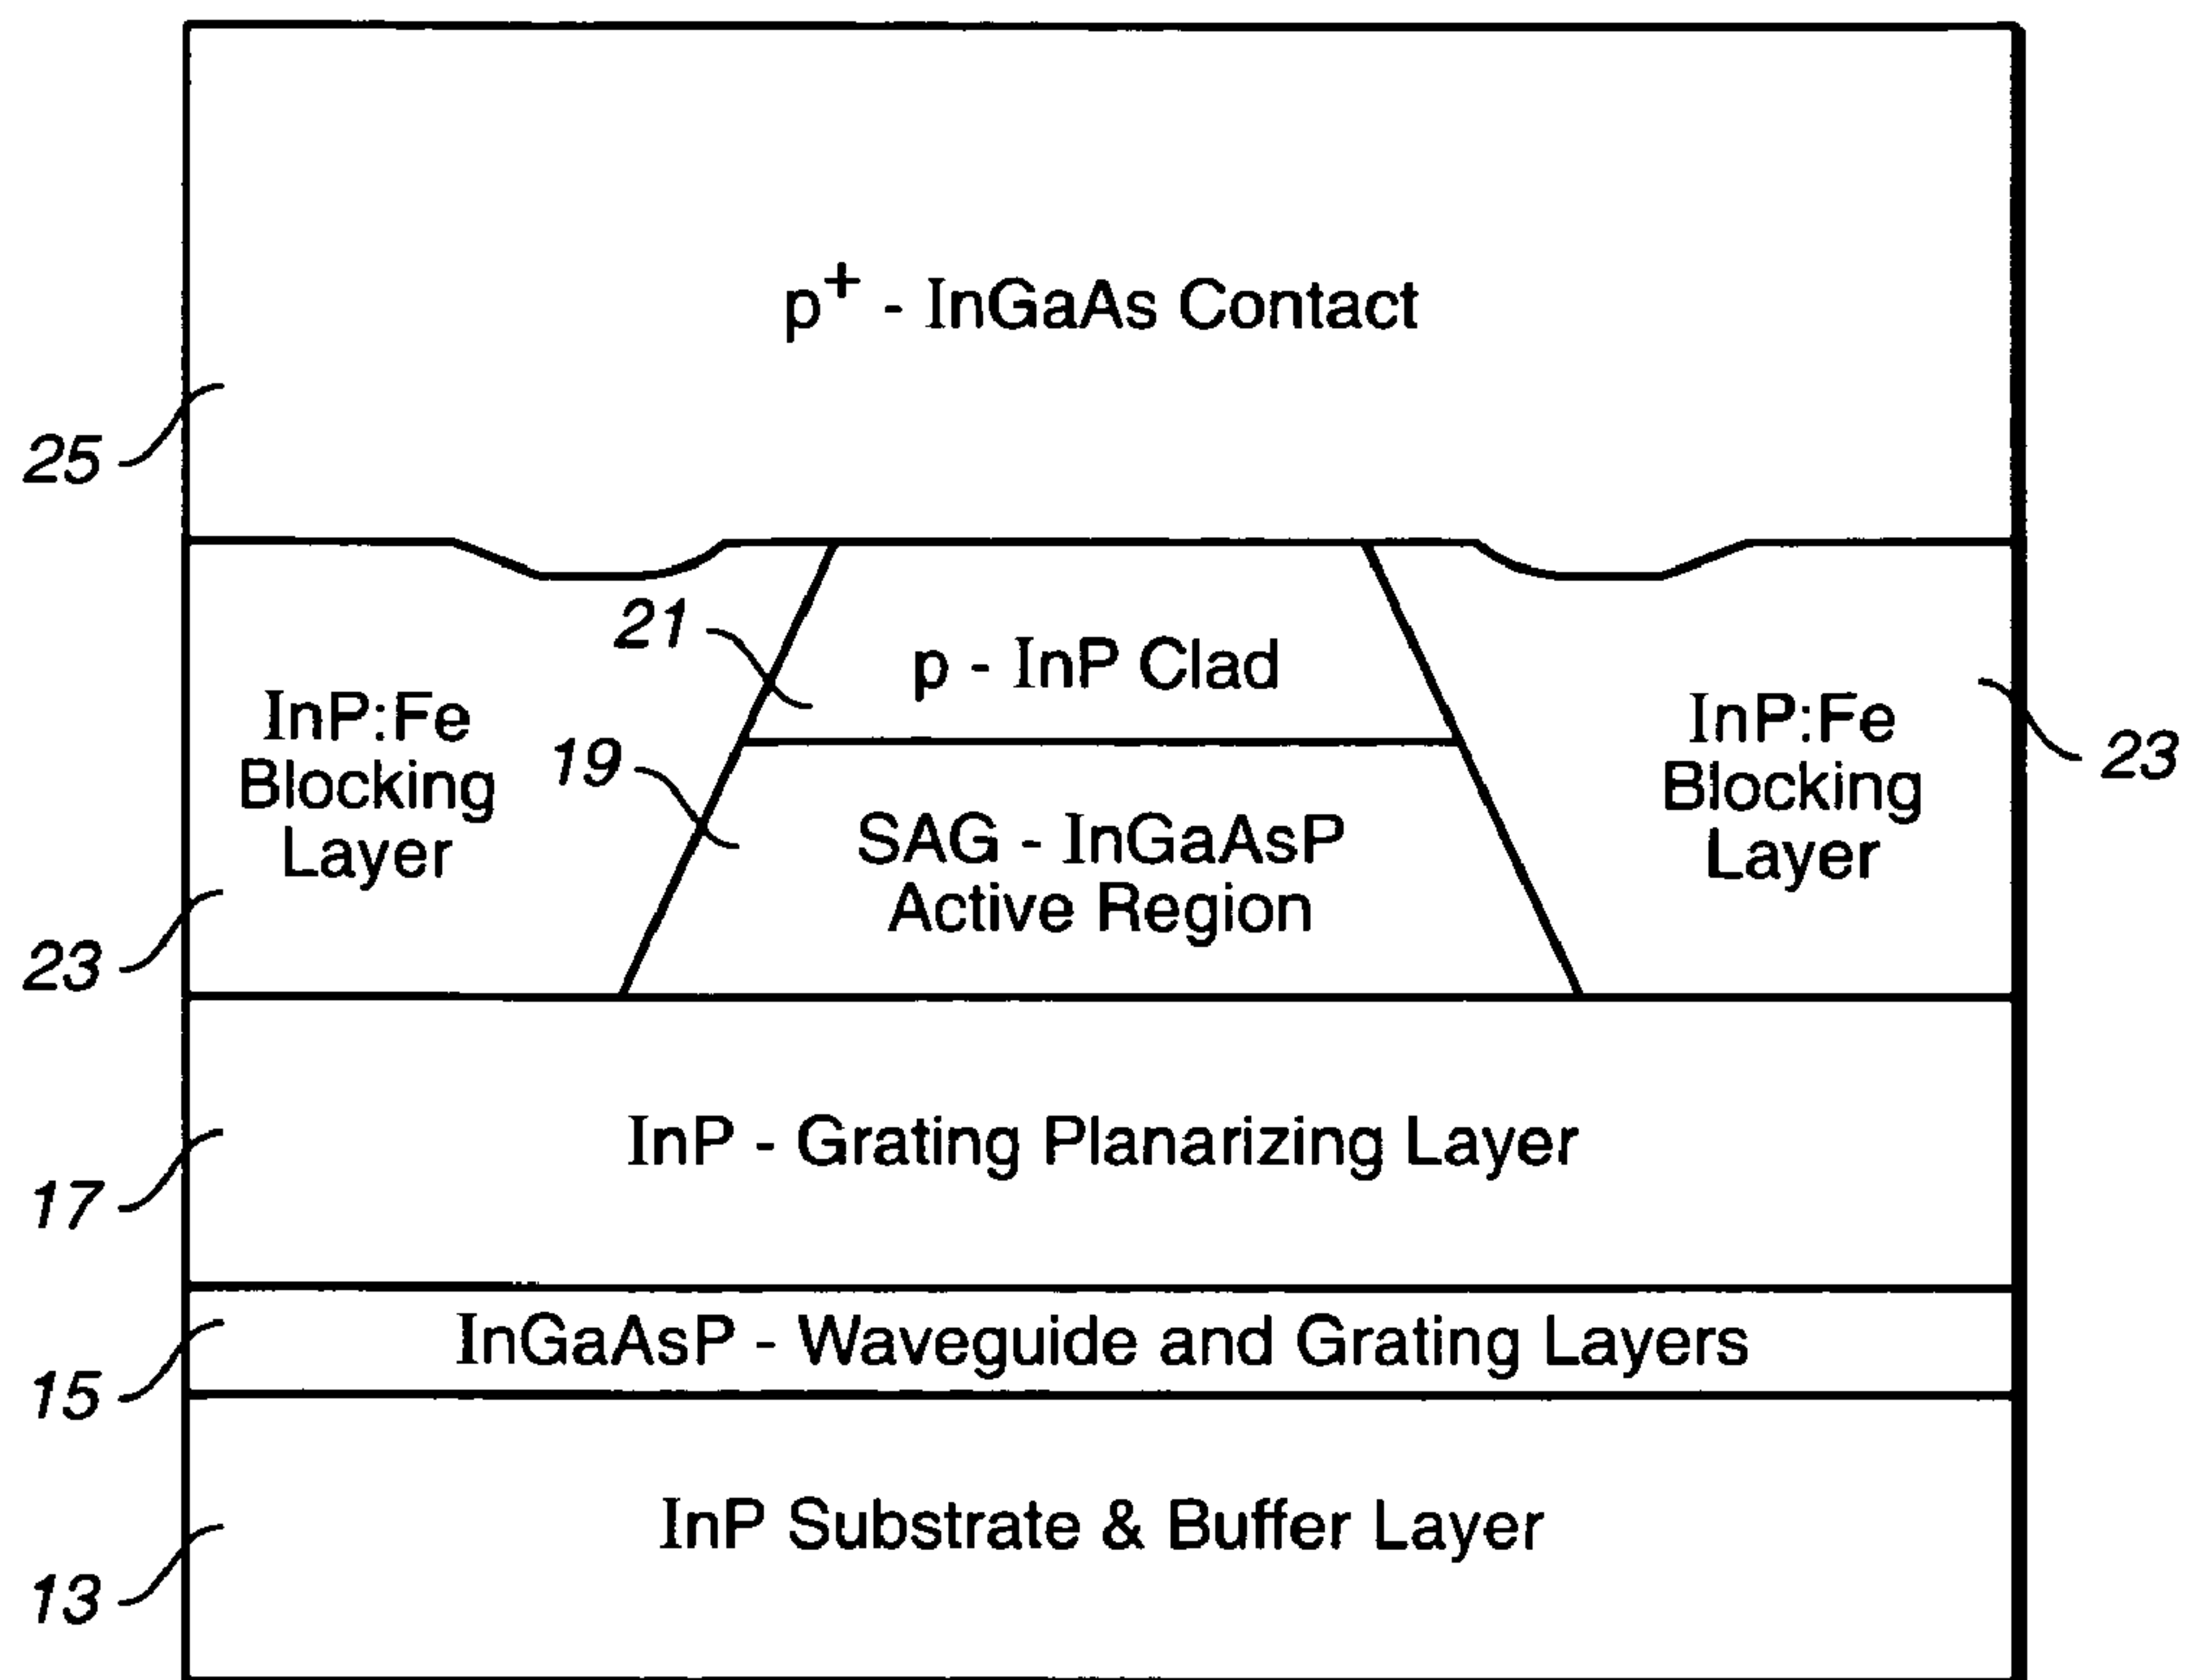 p+ - InGaAs Contact
25
21
p - InP Clad
InP:Fe
Blocking
Layer
19
SAG - InGaAsP
Active Region
InP:Fe
Blocking
Layer
23
23
InP - Grating Planarizing Layer
17
InGaAsP - Waveguide and Grating Layers
15
InP Substrate & Buffer Layer
13